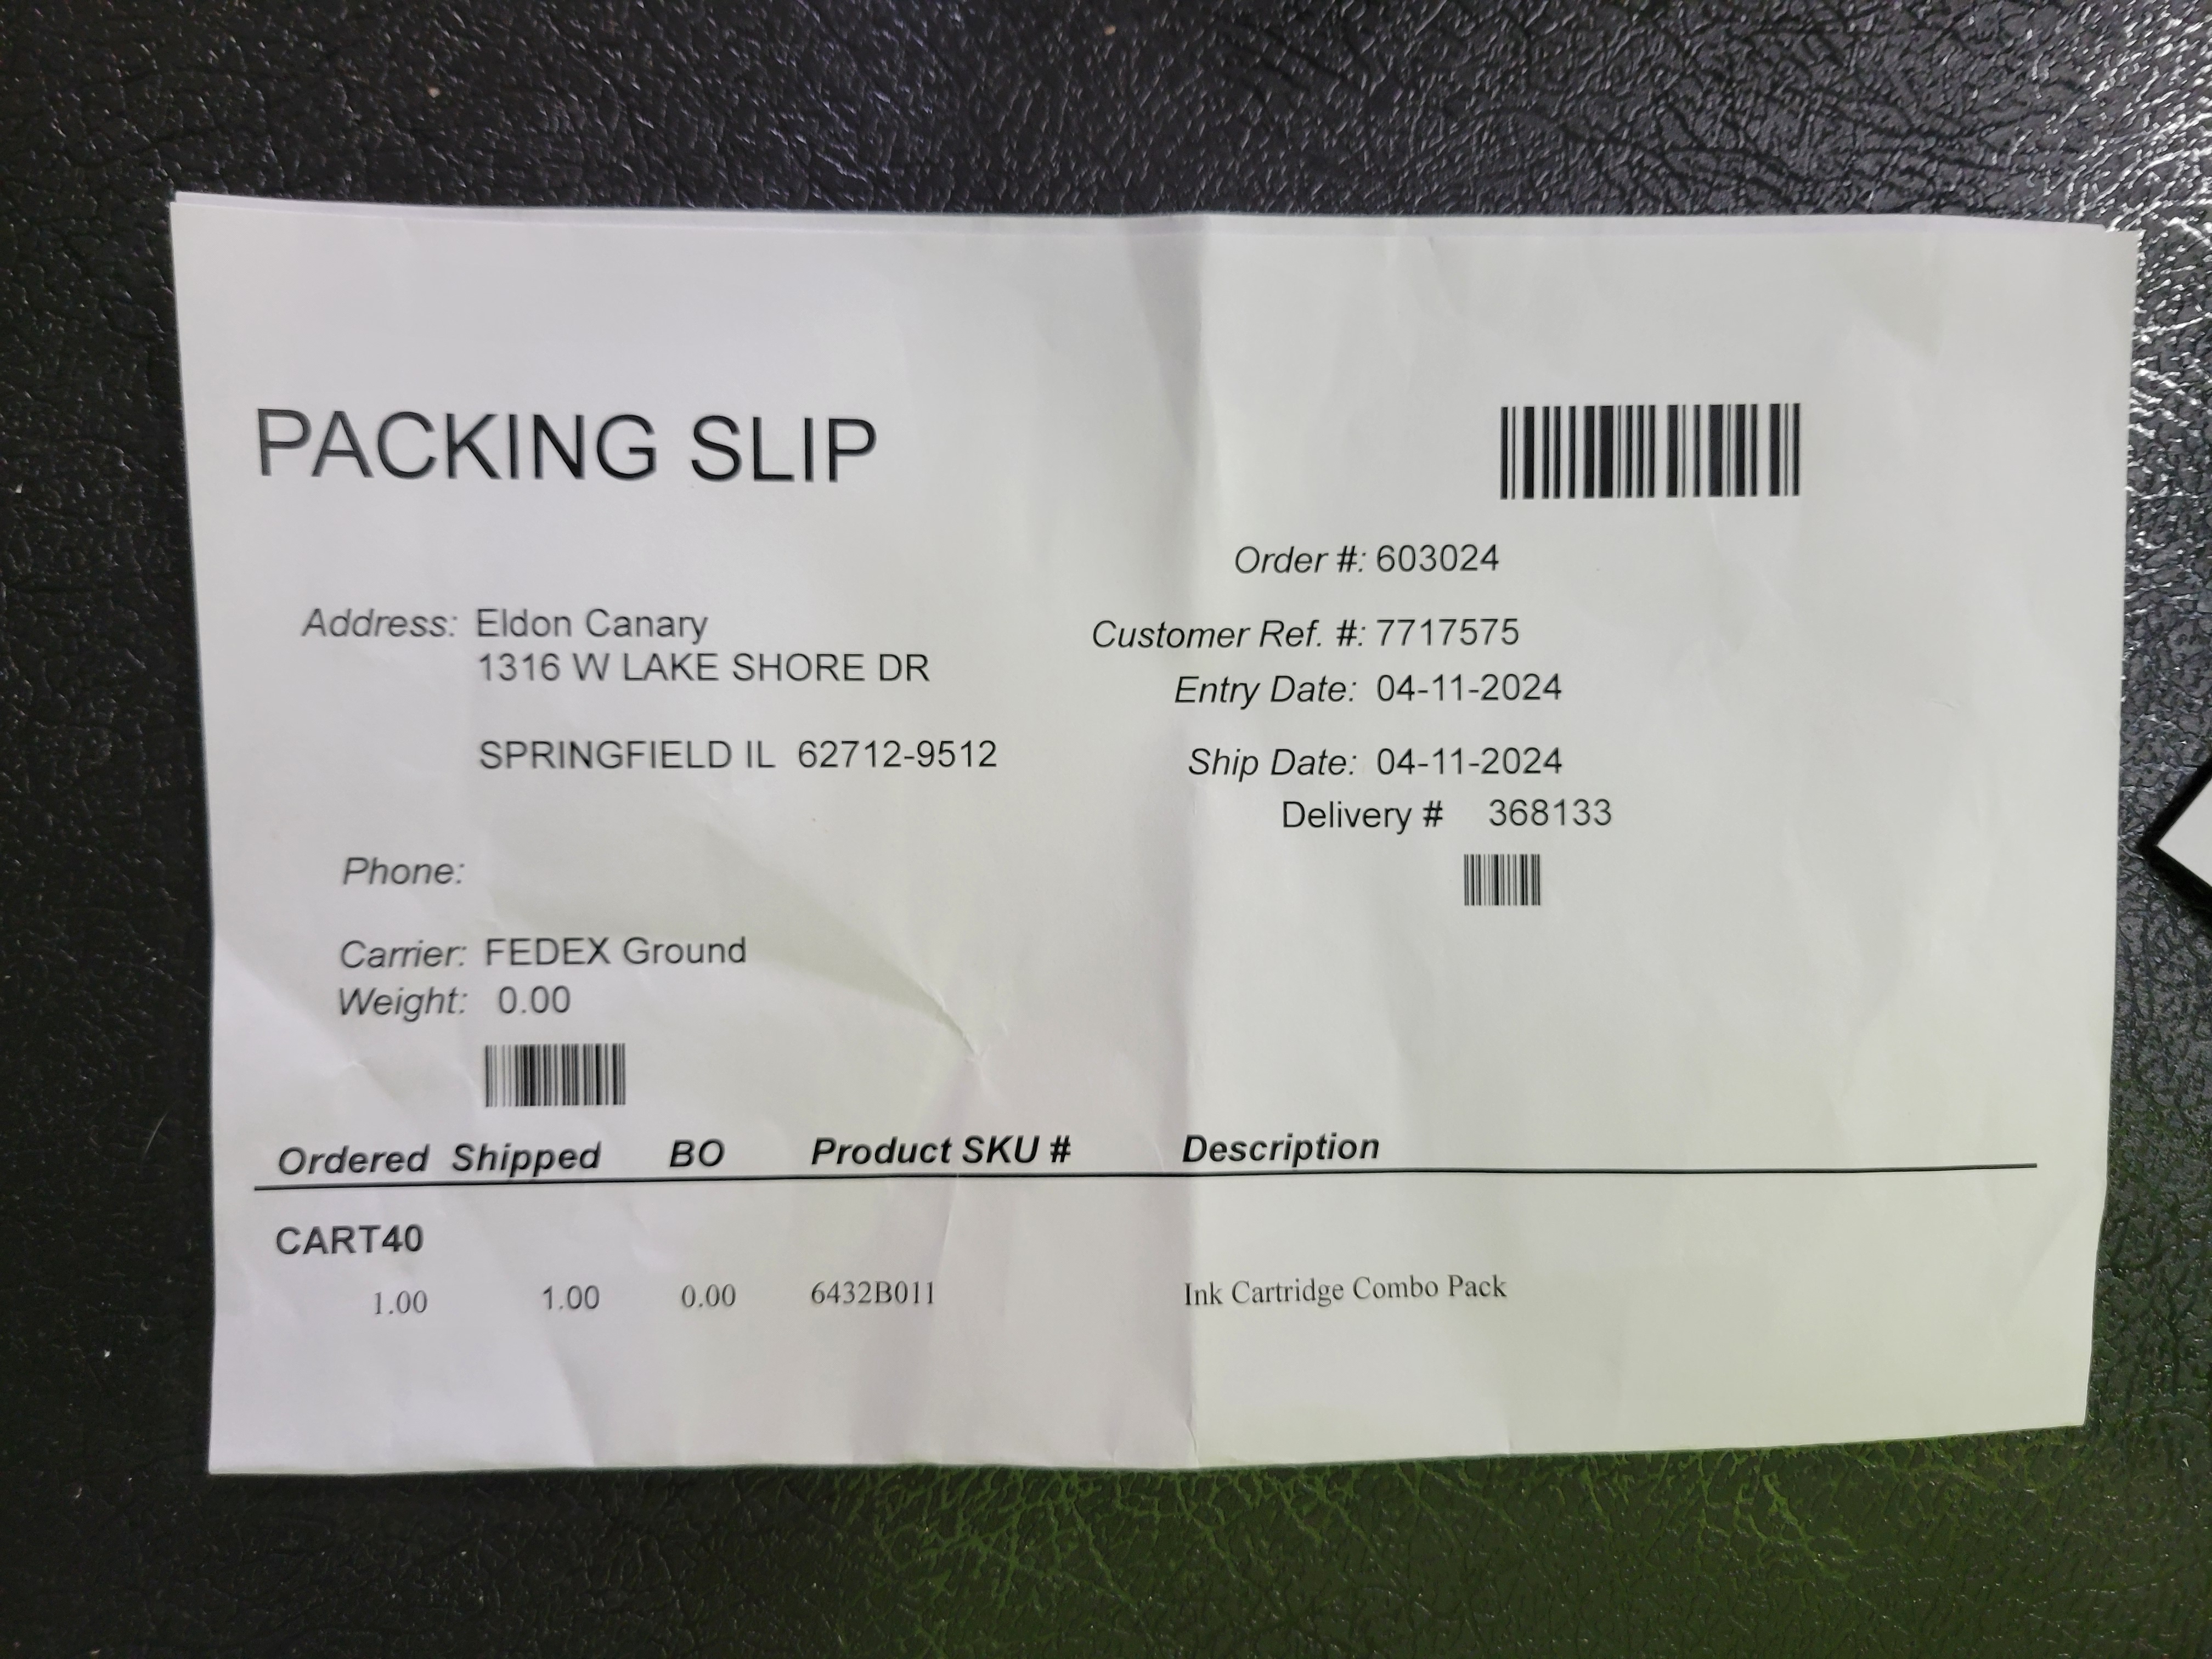 PACKING SLIP
Order #: 603024
Address: Eldon Canary
1316 W LAKE SHORE DR
SPRINGFIELD IL 62712-9512
Customer Ref. #: 7717575
Entry Date: 04-11-2024
Ship Date: 04-11-2024
Delivery # 368133
Phone:
Carrier: FEDEX Ground
Weight: 0.00
Ordered Shipped BO Product SKU # Description
CART40
1.00 1.00 0.00 6432B011 Ink Cartridge Combo Pack